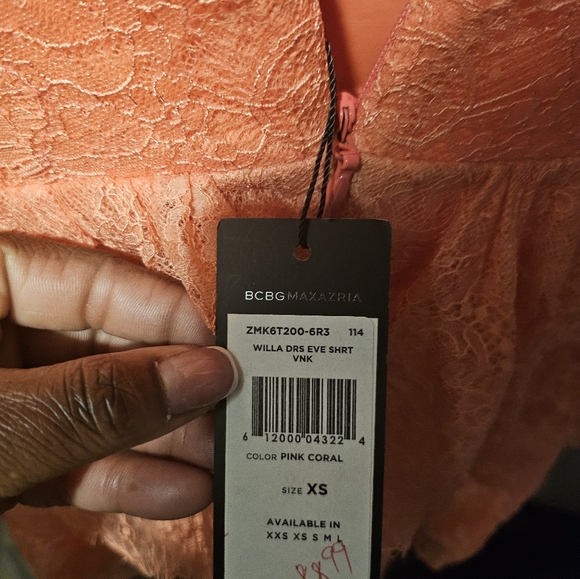 BCBGMAXAZRIA
ZMK6T200-6R3 114
WILLA DRS EVE SHRT
VNK
6 12000 04322 4
COLOR PINK CORAL
SIZE XS
AVAILABLE IN
XXS XS S M L